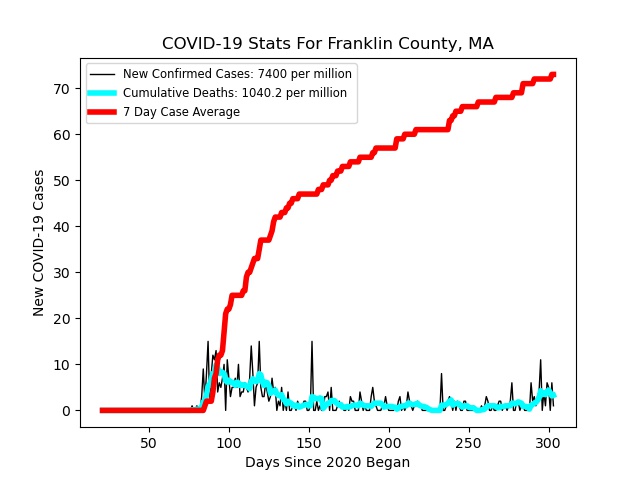 COVID-19 Stats For Franklin County, MA
New Confirmed Cases: 7400 per million
Cumulative Deaths: 1040.2 per million
7 Day Case Average
New COVID-19 Cases
70
60
50
40
30
20
10
0
50 100 150 200 250 300
Days Since 2020 Began